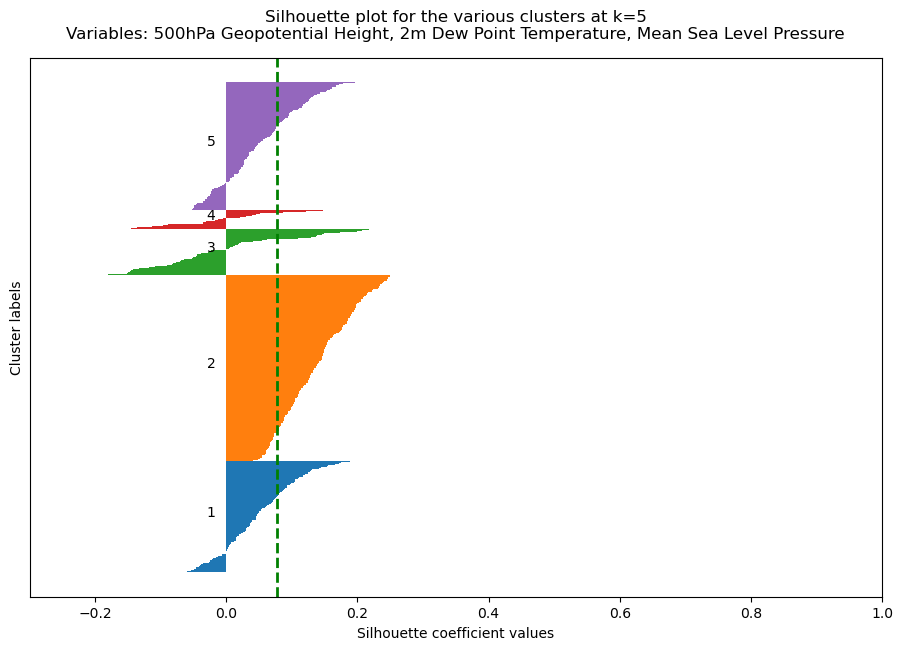 Silhouette plot for the various clusters at k=5
Variables: 500hPa Geopotential Height, 2m Dew Point Temperature, Mean Sea Level Pressure
5
4
3
2
1
Cluster labels
−0.2 0.0 0.2 0.4 0.6 0.8 1.0
Silhouette coefficient values